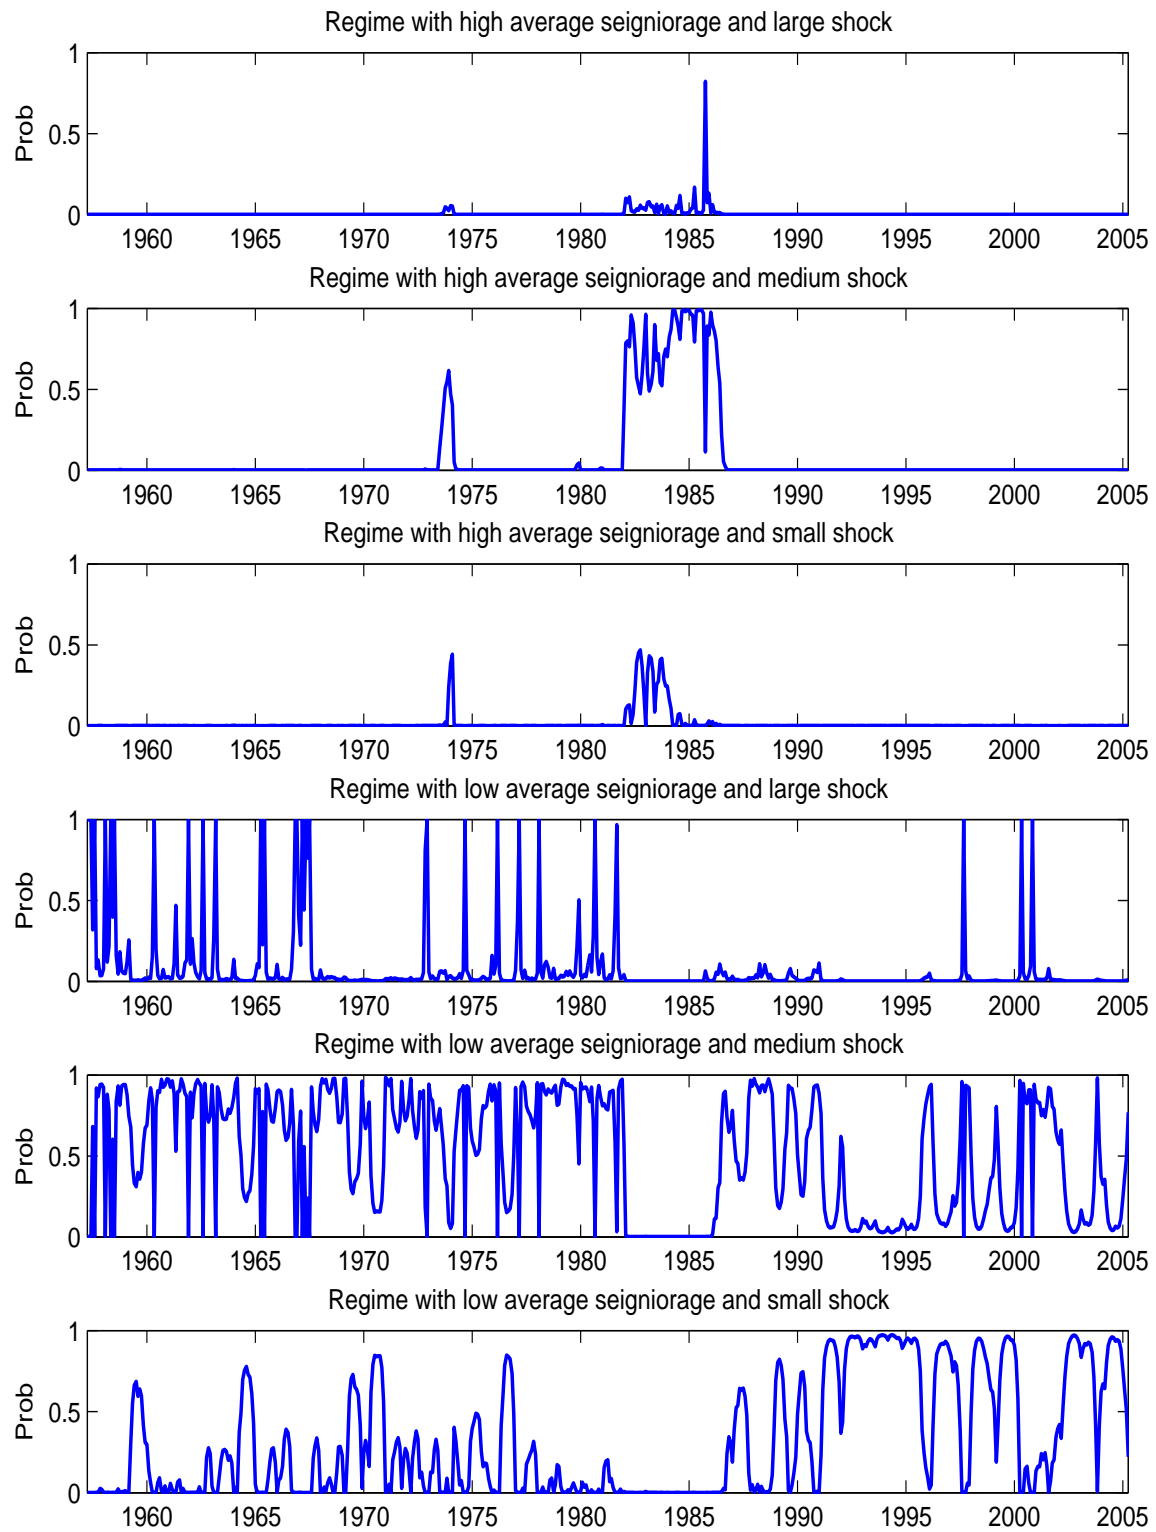 Regime with high average seigniorage and large shock
1
0.5
0
Prob
1960 1965 1970 1975 1980 1985 1990 1995 2000 2005
Regime with high average seigniorage and medium shock
1
0.5
0
Prob
1960 1965 1970 1975 1980 1985 1990 1995 2000 2005
Regime with high average seigniorage and small shock
1
0.5
0
Prob
1960 1965 1970 1975 1980 1985 1990 1995 2000 2005
Regime with low average seigniorage and large shock
1
0.5
0
Prob
1960 1965 1970 1975 1980 1985 1990 1995 2000 2005
Regime with low average seigniorage and medium shock
1
0.5
0
Prob
1960 1965 1970 1975 1980 1985 1990 1995 2000 2005
Regime with low average seigniorage and small shock
1
0.5
0
Prob
1960 1965 1970 1975 1980 1985 1990 1995 2000 2005